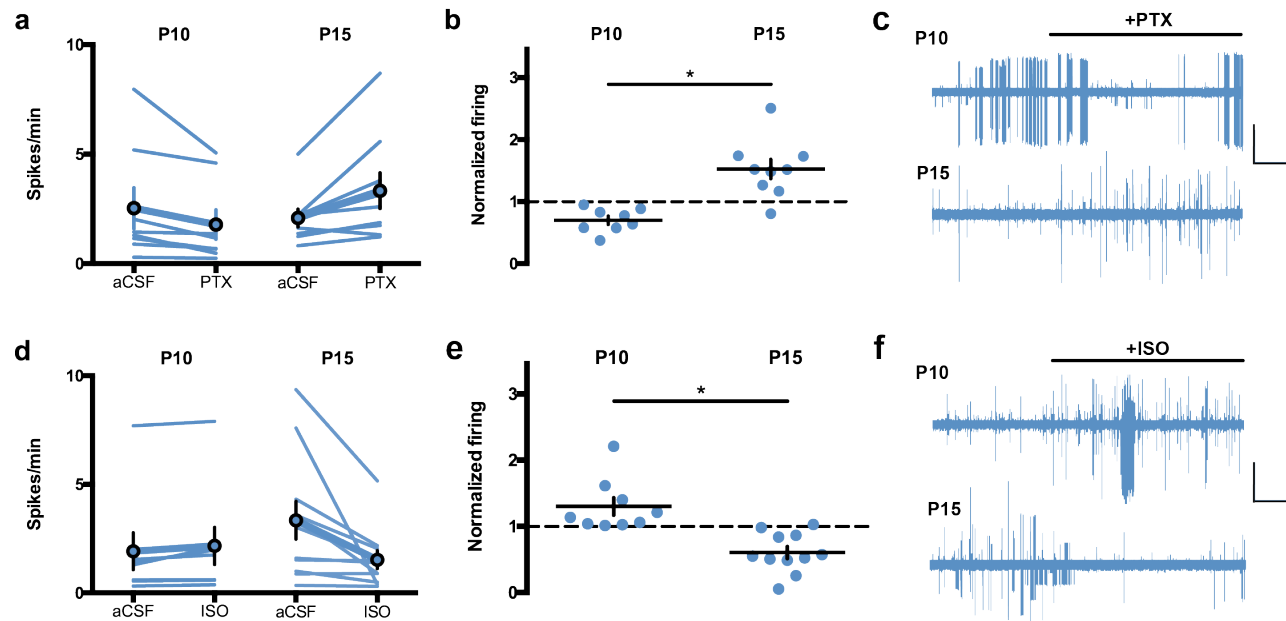 a
P10 P15
10
5
0
Spikes/min
aCSF PTX aCSF PTX
b
P10 P15
*
3
2
1
0
Normalized firing
c
+PTX
P10
P15
d
P10 P15
10
5
0
Spikes/min
aCSF ISO aCSF ISO
e
P10 P15
*
3
2
1
0
Normalized firing
f
+ISO
P10
P15